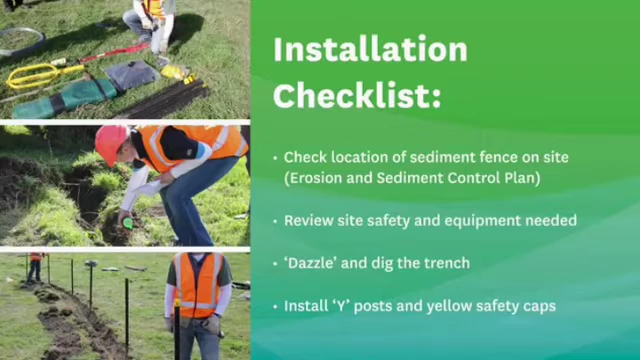 Installation
Checklist:
• Check location of sediment fence on site
(Erosion and Sediment Control Plan)
• Review site safety and equipment needed
• ‘Dazzle’ and dig the trench
• Install ‘Y’ posts and yellow safety caps